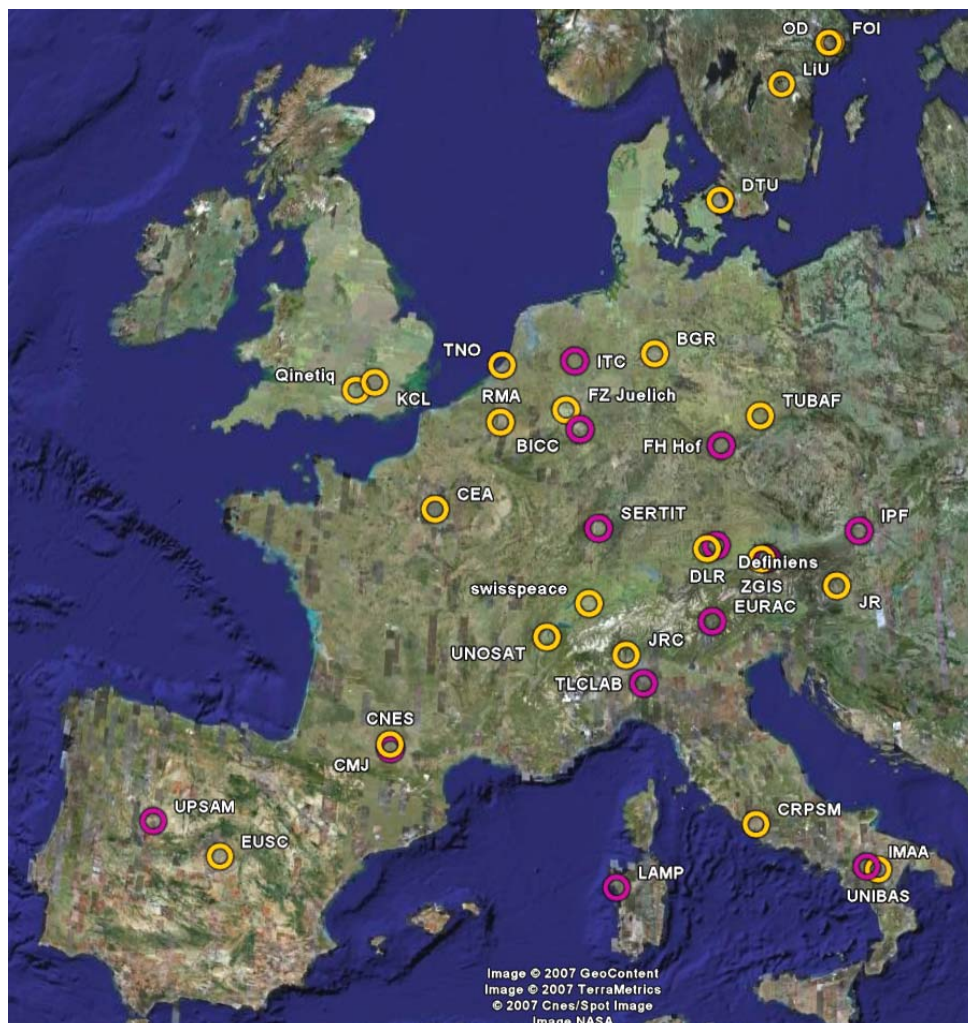 OD FOI
LiU
DTU
BGR
TNO
ITC
Qinetiq
KCL
RMA
FZ Juelich
TUBAF
BICC
FH Hof
CEA
SERTIT
IPF
Definiens
DLR
ZGIS
swisspeace
EURAC
JR
UNOSAT
JRC
TLCLAB
CNES
CMJ
UPSAM
CRPSM
EUSC
IMAA
LAMP
UNIBAS
Image © 2007 GeoContent
Image © 2007 TerraMetrics
© 2007 Cnes/Spot Image
Image NASA